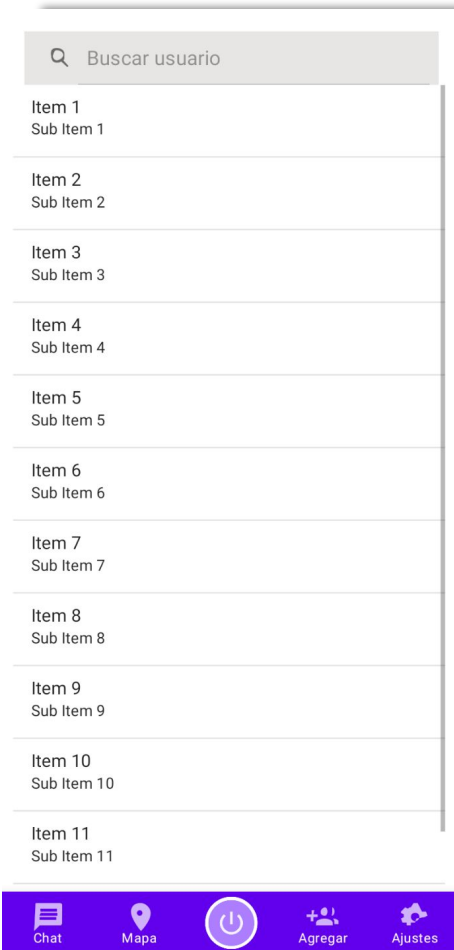 Buscar usuario
Item 1
Sub Item 1
Item 2
Sub Item 2
Item 3
Sub Item 3
Item 4
Sub Item 4
Item 5
Sub Item 5
Item 6
Sub Item 6
Item 7
Sub Item 7
Item 8
Sub Item 8
Item 9
Sub Item 9
Item 10
Sub Item 10
Item 11
Sub Item 11
Chat Mapa Agregar Ajustes